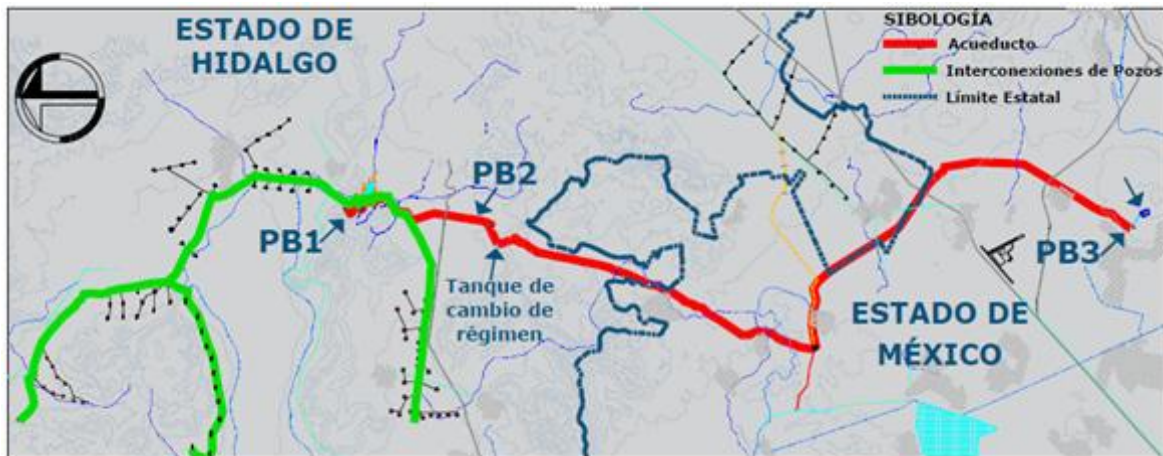 ESTADO DE
HIDALGO
SIBOLOGÍA
Acueducto
Interconexiones de Pozos
Límite Estatal
PB2
PB1
PB3
Tanque de
cambio de
régimen
ESTADO DE
MÉXICO